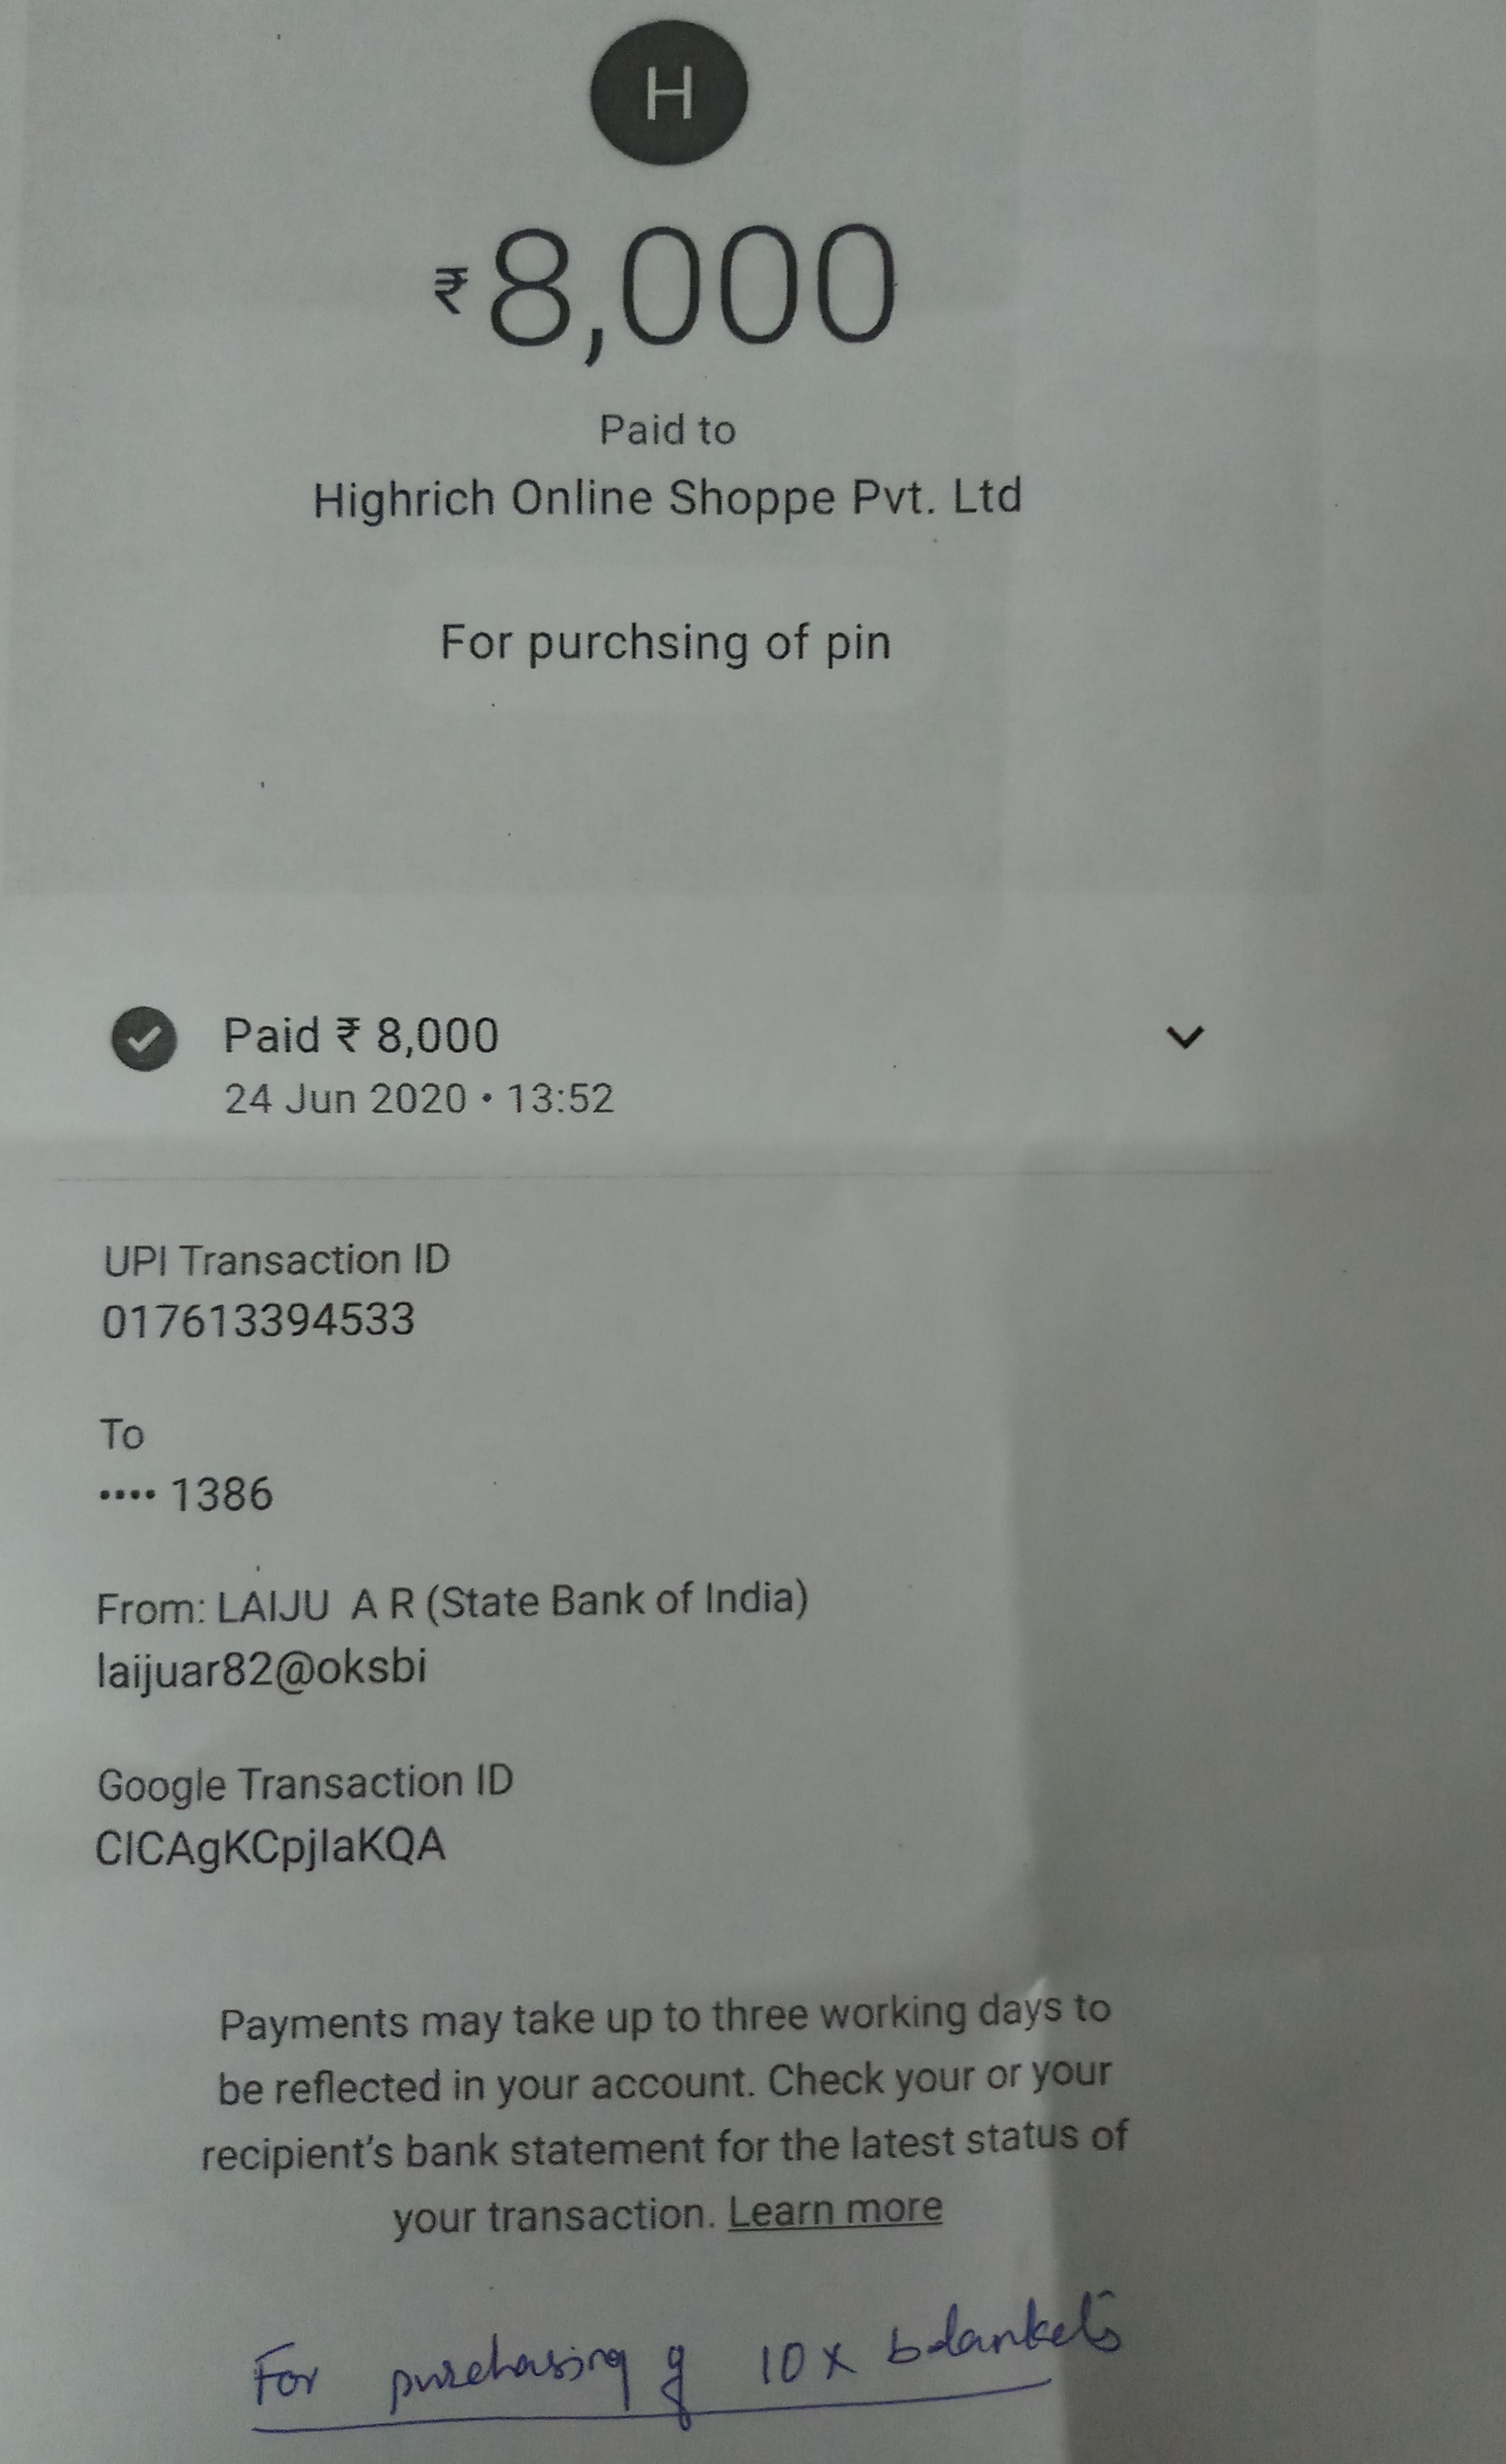 H
₹8,000
Paid to
Highrich Online Shoppe Pvt. Ltd
For purchsing of pin
Paid ₹ 8,000
24 Jun 2020 • 13:52
UPI Transaction ID
017613394533
To
•••• 1386
From: LAIJU A R (State Bank of India)
laijuar82@oksbi
Google Transaction ID
CICAgKCpjIaKQA
Payments may take up to three working days to
be reflected in your account. Check your or your
recipient's bank statement for the latest status of
your transaction. Learn more
For purchasing of 10 x blankets